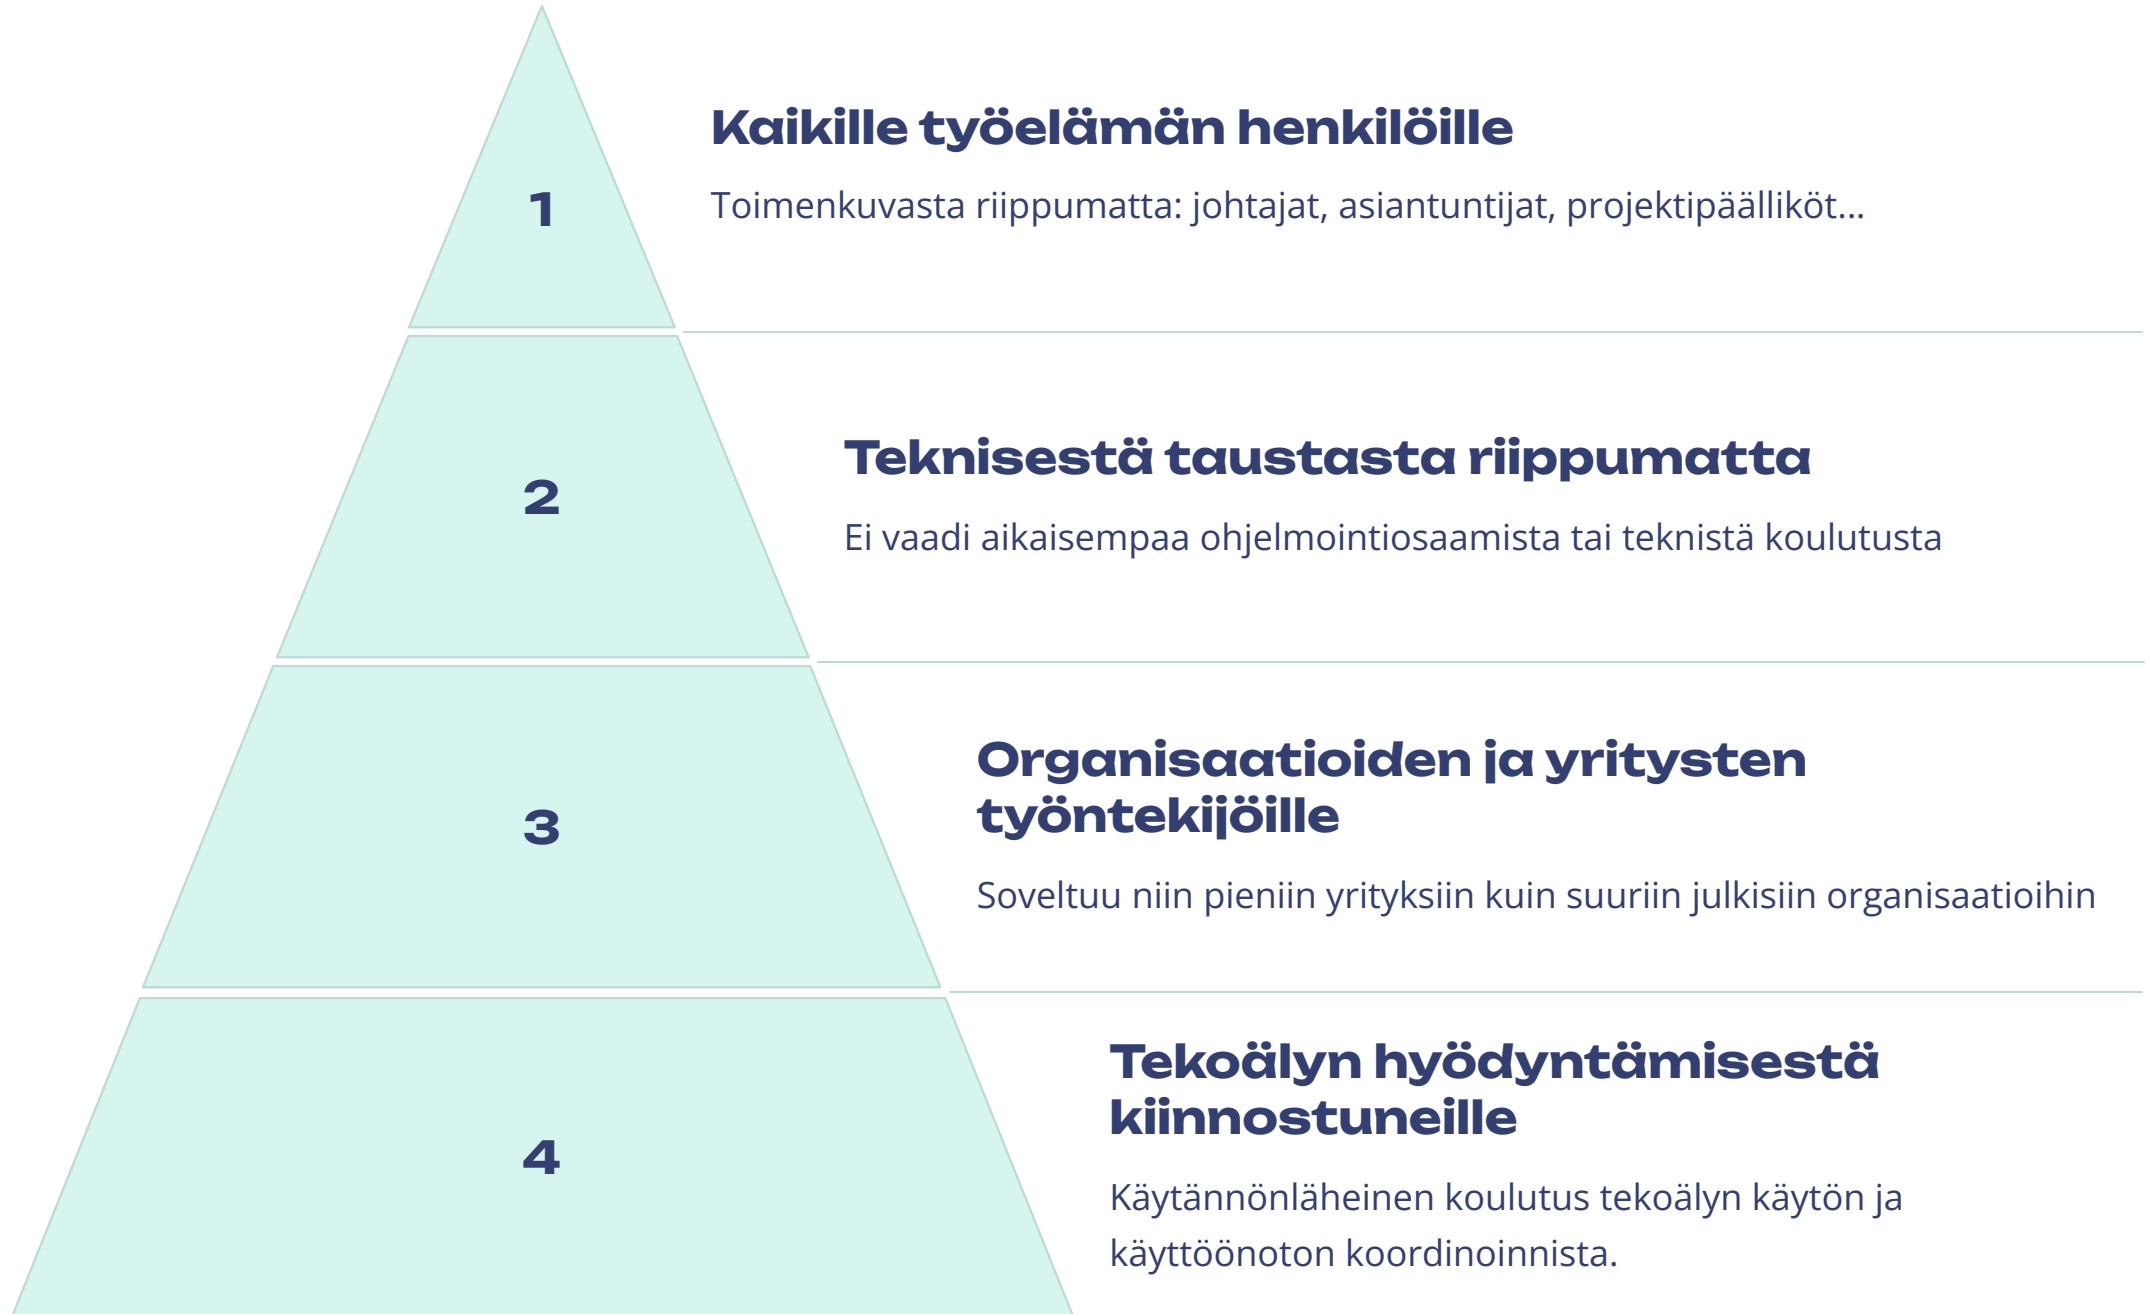 1
Kaikille työelämän henkilöille
Toimenkuvasta riippumatta: johtajat, asiantuntijat, projektipäälliköt...
2
Teknisestä taustasta riippumatta
Ei vaadi aikaisempaa ohjelmointiosaamista tai teknistä koulutusta
3
Organisaatioiden ja yritysten
työntekijöille
Soveltuu niin pieniin yrityksiin kuin suuriin julkisiin organisaatioihin
4
Tekoälyn hyödyntämisestä
kiinnostuneille
Käytännönläheinen koulutus tekoälyn käytön ja
käyttöönoton koordinoinnista.